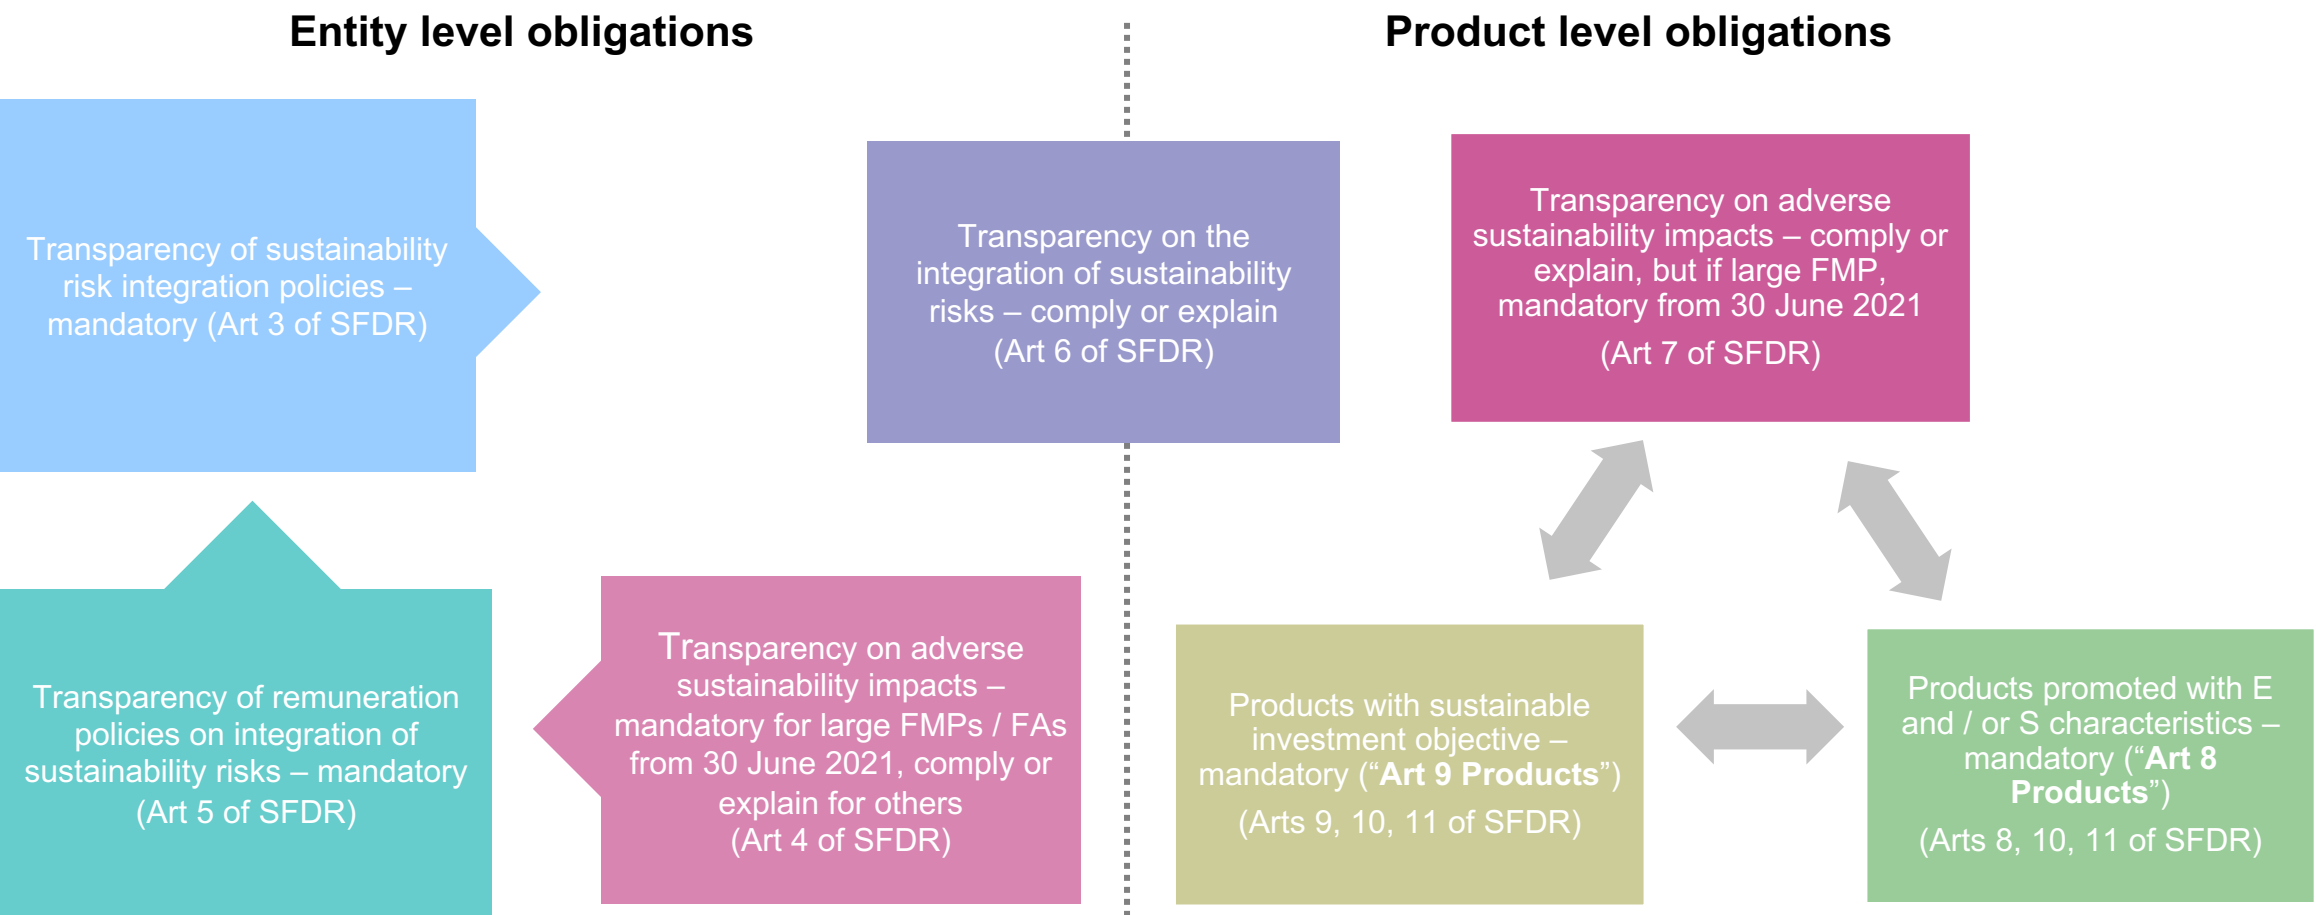 Entity level obligations
Product level obligations
Transparency of sustainability
risk integration policies –
mandatory (Art 3 of SFDR)
Transparency on the
integration of sustainability
risks – comply or explain
(Art 6 of SFDR)
Transparency on adverse
sustainability impacts – comply or
explain, but if large FMP,
mandatory from 30 June 2021
(Art 7 of SFDR)
Transparency of remuneration
policies on integration of
sustainability risks – mandatory
(Art 5 of SFDR)
Transparency on adverse
sustainability impacts –
mandatory for large FMPs / FAs
from 30 June 2021, comply or
explain for others
(Art 4 of SFDR)
Products with sustainable
investment objective –
mandatory (“Art 9 Products”)
(Arts 9, 10, 11 of SFDR)
Products promoted with E
and / or S characteristics –
mandatory (“Art 8
Products”)
(Arts 8, 10, 11 of SFDR)